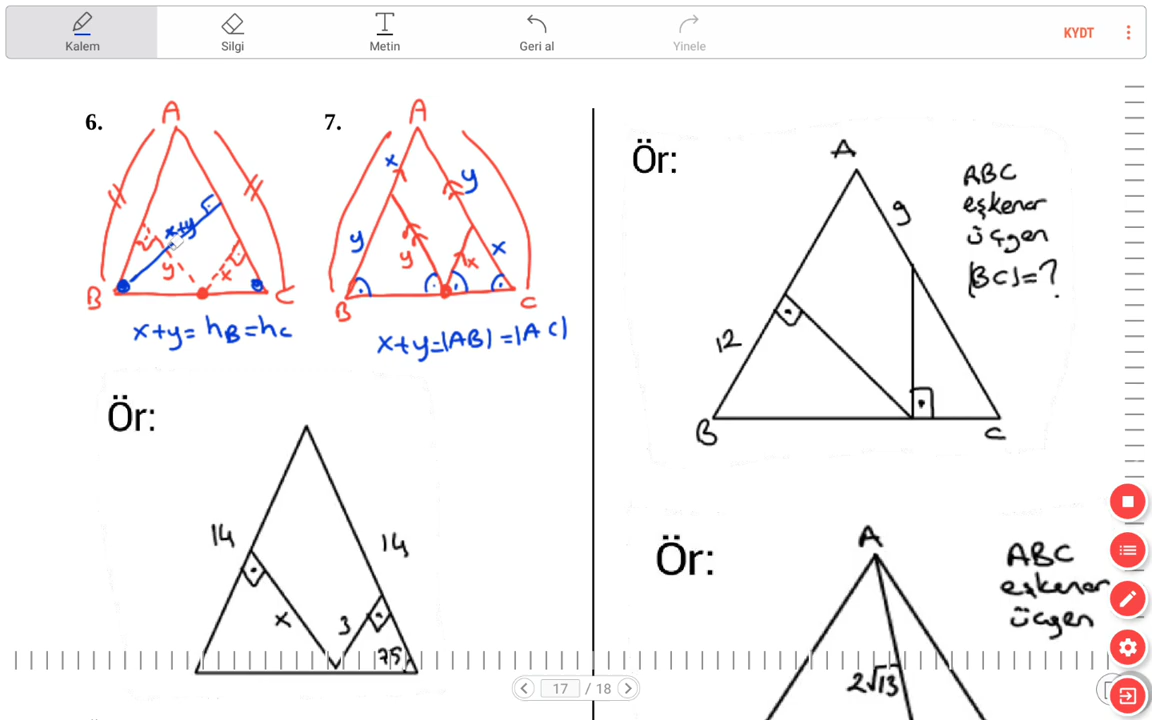 Kalem
Silgi
Metin
Geri al
Yinele
KYDT
6.
A
x+y
y
x
B
C
x+y= hB=hC
7.
A
x
y
y
y
x
x
B
C
x+y=|AB|=|AC|
Ör:
14
14
x
3
75
Ör:
A
9
12
B
C
ABC
eşkenar
üçgen
|BC|=?
Ör:
A
2√13
ABC
eşkenar
üçgen
17 / 18